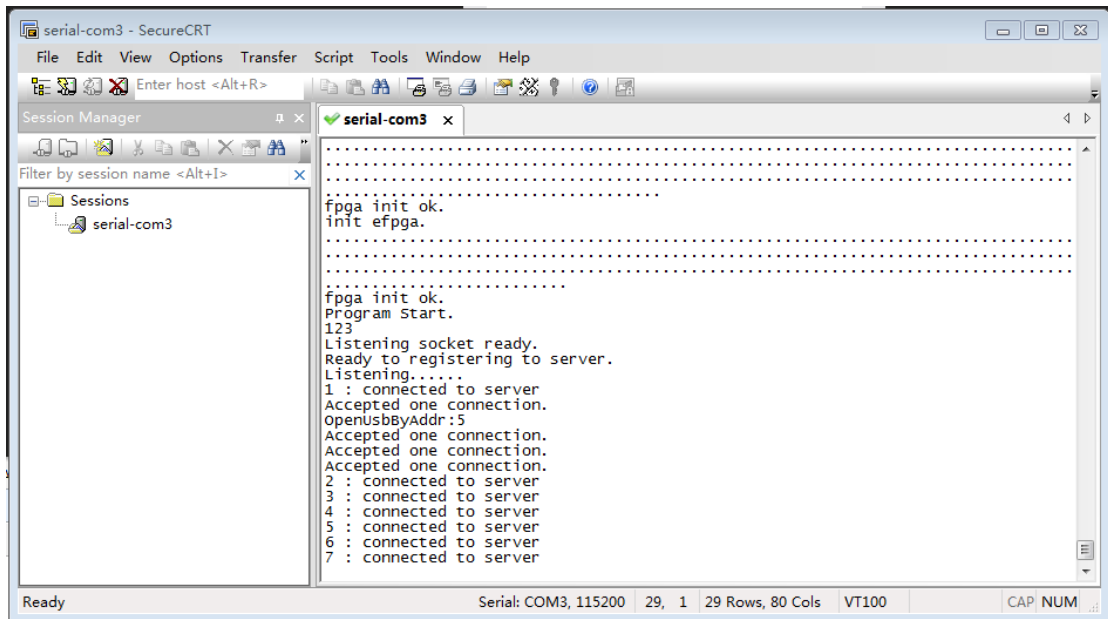 serial-com3 - SecureCRT
File Edit View Options Transfer Script Tools Window Help
Enter host <Alt+R>
Session Manager
serial-com3 x
Filter by session name <Alt+I>
Sessions
serial-com3
................................................................................
................................................................................
................................................................................
....................................
fpga init ok.
init efpga.
................................................................................
................................................................................
................................................................................
..........................
fpga init ok.
Program Start.
123
Listening socket ready.
Ready to registering to server.
Listening......
1 : connected to server
Accepted one connection.
OpenUsbByAddr:5
Accepted one connection.
Accepted one connection.
Accepted one connection.
2 : connected to server
3 : connected to server
4 : connected to server
5 : connected to server
6 : connected to server
7 : connected to server
Ready Serial: COM3, 115200 29, 1 29 Rows, 80 Cols VT100 CAP NUM